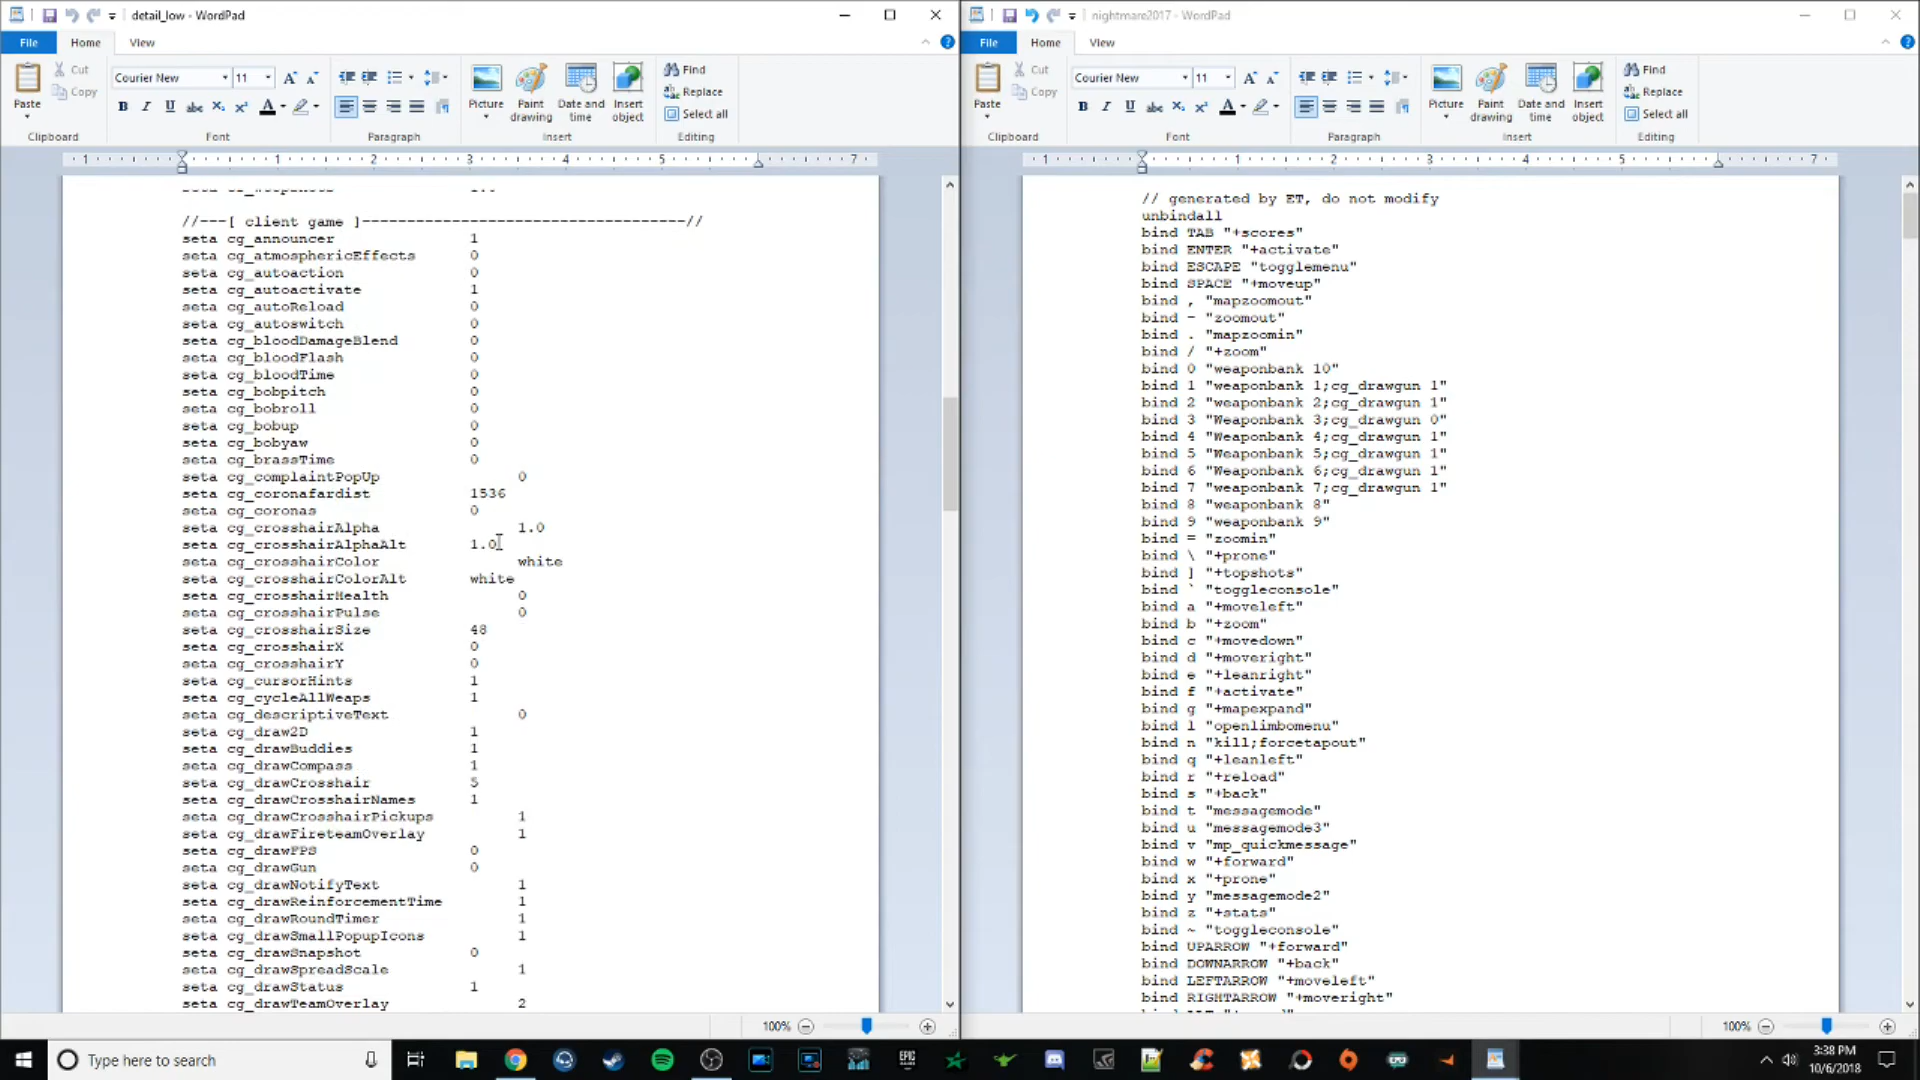 detail_low - WordPad
File
Home
View
Paste
Cut
Copy
Courier New
11
Picture
Paint drawing
Date and time
Insert object
Find
Replace
Select all
Clipboard
Font
Paragraph
Insert
Editing
1 1 2 3 4 5 7
//---[ client game ]------------------------------------//
seta cg_announcer 1
seta cg_atmosphericEffects 0
seta cg_autoaction 0
seta cg_autoactivate 1
seta cg_autoReload 0
seta cg_autoswitch 0
seta cg_bloodDamageBlend 0
seta cg_bloodFlash 0
seta cg_bloodTime 0
seta cg_bobpitch 0
seta cg_bobroll 0
seta cg_bobup 0
seta cg_bobyaw 0
seta cg_brassTime 0
seta cg_complaintPopUp 0
seta cg_coronafardist 1536
seta cg_coronas 0
seta cg_crosshairAlpha 1.0
seta cg_crosshairAlphaAlt 1.0
seta cg_crosshairColor white
seta cg_crosshairColorAlt white
seta cg_crosshairHealth 0
seta cg_crosshairPulse 0
seta cg_crosshairSize 48
seta cg_crosshairX 0
seta cg_crosshairY 0
seta cg_cursorHints 1
seta cg_cycleAllWeaps 1
seta cg_descriptiveText 0
seta cg_draw2D 1
seta cg_drawBuddies 1
seta cg_drawCompass 1
seta cg_drawCrosshair 5
seta cg_drawCrosshairNames 1
seta cg_drawCrosshairPickups 1
seta cg_drawFireteamOverlay 1
seta cg_drawFPS 0
seta cg_drawGun 0
seta cg_drawNotifyText 1
seta cg_drawReinforcementTime 1
seta cg_drawRoundTimer 1
seta cg_drawSmallPopupIcons 1
seta cg_drawSnapshot 0
seta cg_drawSpreadScale 1
seta cg_drawStatus 1
seta cg_drawTeamOverlay 2
100%
nightmare2017 - WordPad
File
Home
View
Paste
Cut
Copy
Courier New
11
Picture
Paint drawing
Date and time
Insert object
Find
Replace
Select all
Clipboard
Font
Paragraph
Insert
Editing
1 1 2 3 4 5 7
// generated by ET, do not modify
unbindall
bind TAB "+scores"
bind ENTER "+activate"
bind ESCAPE "togglemenu"
bind SPACE "+moveup"
bind , "mapzoomout"
bind - "zoomout"
bind . "mapzoomin"
bind / "+zoom"
bind 0 "weaponbank 10"
bind 1 "weaponbank 1;cg_drawgun 1"
bind 2 "weaponbank 2;cg_drawgun 1"
bind 3 "Weaponbank 3;cg_drawgun 0"
bind 4 "Weaponbank 4;cg_drawgun 1"
bind 5 "Weaponbank 5;cg_drawgun 1"
bind 6 "Weaponbank 6;cg_drawgun 1"
bind 7 "weaponbank 7;cg_drawgun 1"
bind 8 "weaponbank 8"
bind 9 "weaponbank 9"
bind = "zoomin"
bind \ "+prone"
bind ] "+topshots"
bind ` "toggleconsole"
bind a "+moveleft"
bind b "+zoom"
bind c "+movedown"
bind d "+moveright"
bind e "+leanright"
bind f "+activate"
bind g "+mapexpand"
bind l "openlimbomenu"
bind n "kill;forcetapout"
bind q "+leanleft"
bind r "+reload"
bind s "+back"
bind t "messagemode"
bind u "messagemode3"
bind v "mp_quickmessage"
bind w "+forward"
bind x "+prone"
bind y "messagemode2"
bind z "+stats"
bind ~ "toggleconsole"
bind UPARROW "+forward"
bind DOWNARROW "+back"
bind LEFTARROW "+moveleft"
bind RIGHTARROW "+moveright"
100%
Type here to search
EPIC GAMES
3:38 PM
10/6/2018